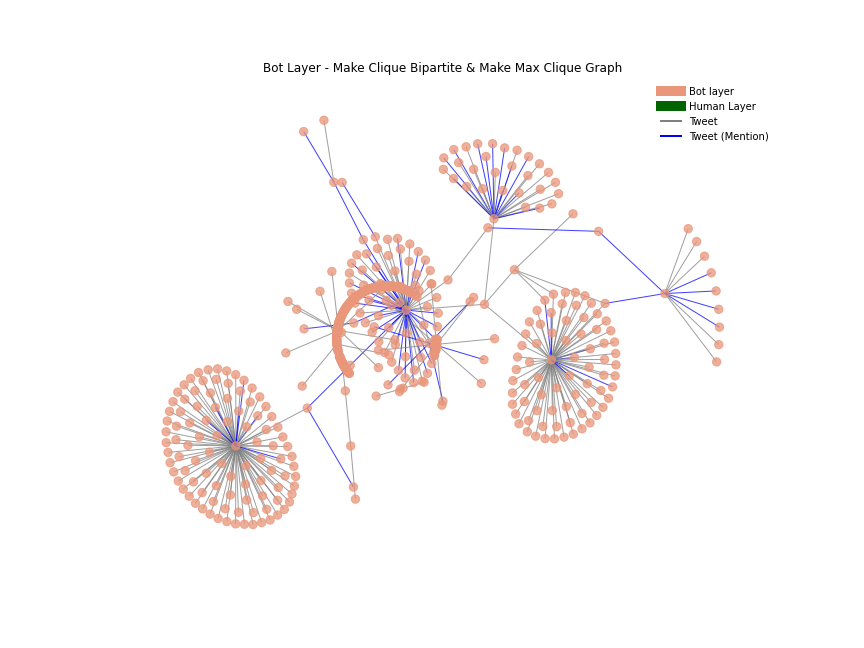 Bot Layer - Make Clique Bipartite & Make Max Clique Graph
Bot layer
Human Layer
Tweet
Tweet (Mention)